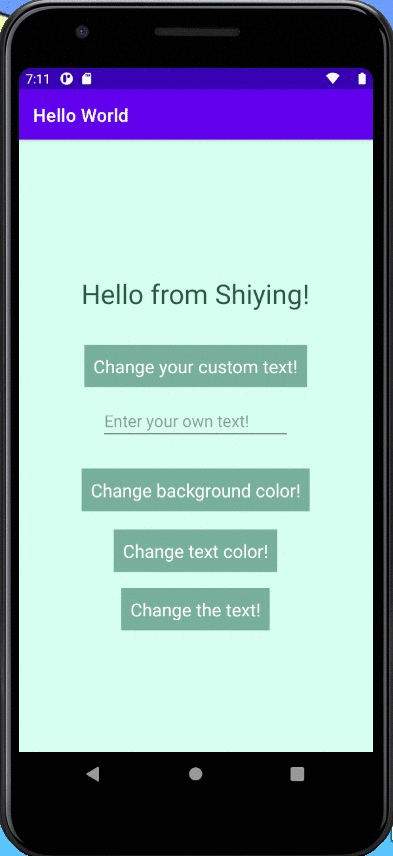 7:11
Hello World
Hello from Shiying!
Change your custom text!
Enter your own text!
Change background color!
Change text color!
Change the text!